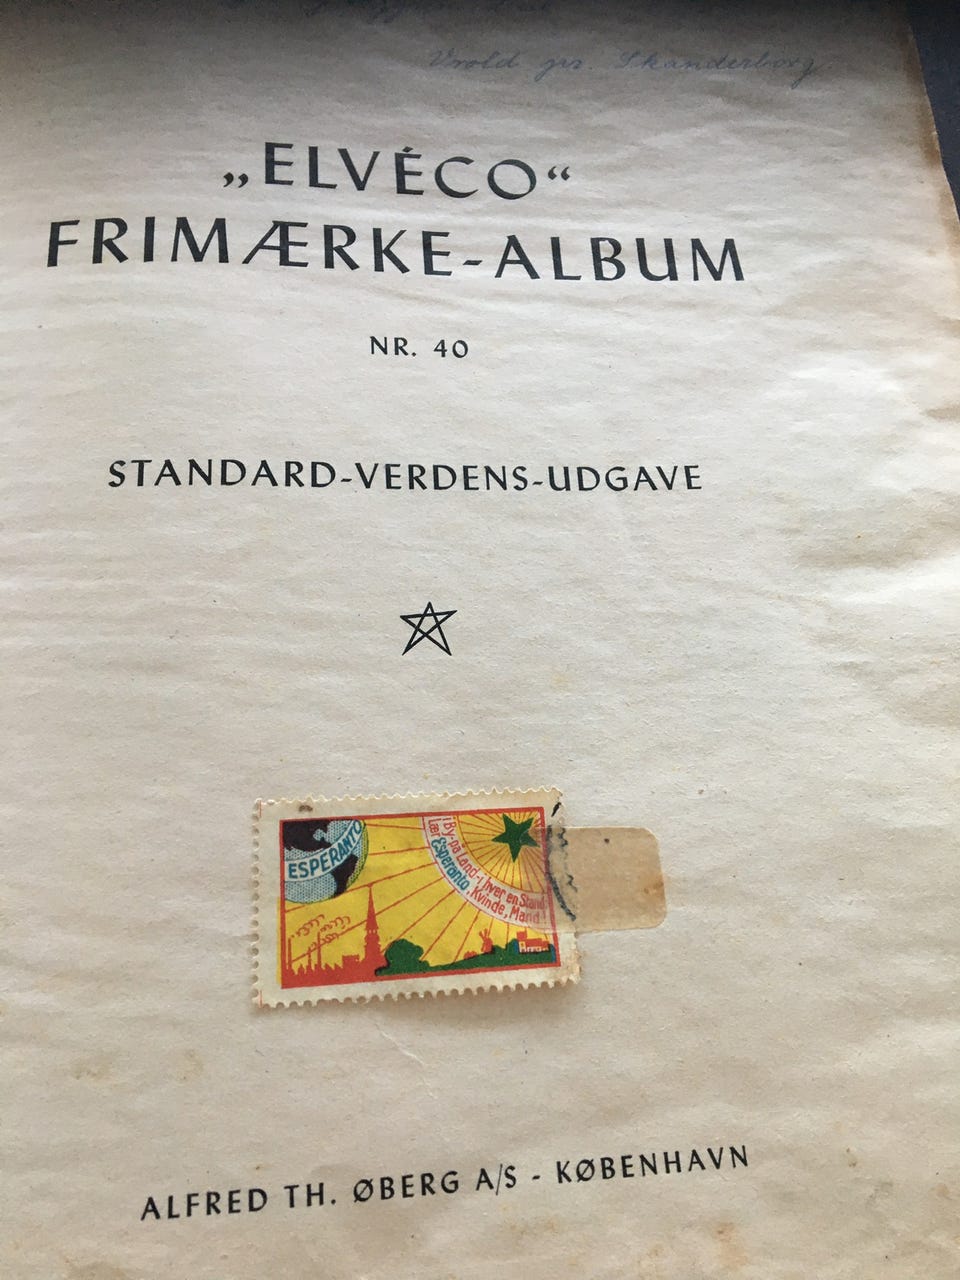 Vrold pr. Skanderborg.
„ELVÉCO“
FRIMÆRKE-ALBUM
NR. 40
STANDARD-VERDENS-UDGAVE
ESPERANTO
i By-på Land-i hver en Stand
Lær Esperanto, Kvinde, Mand!
ALFRED TH. ØBERG A/S - KØBENHAVN